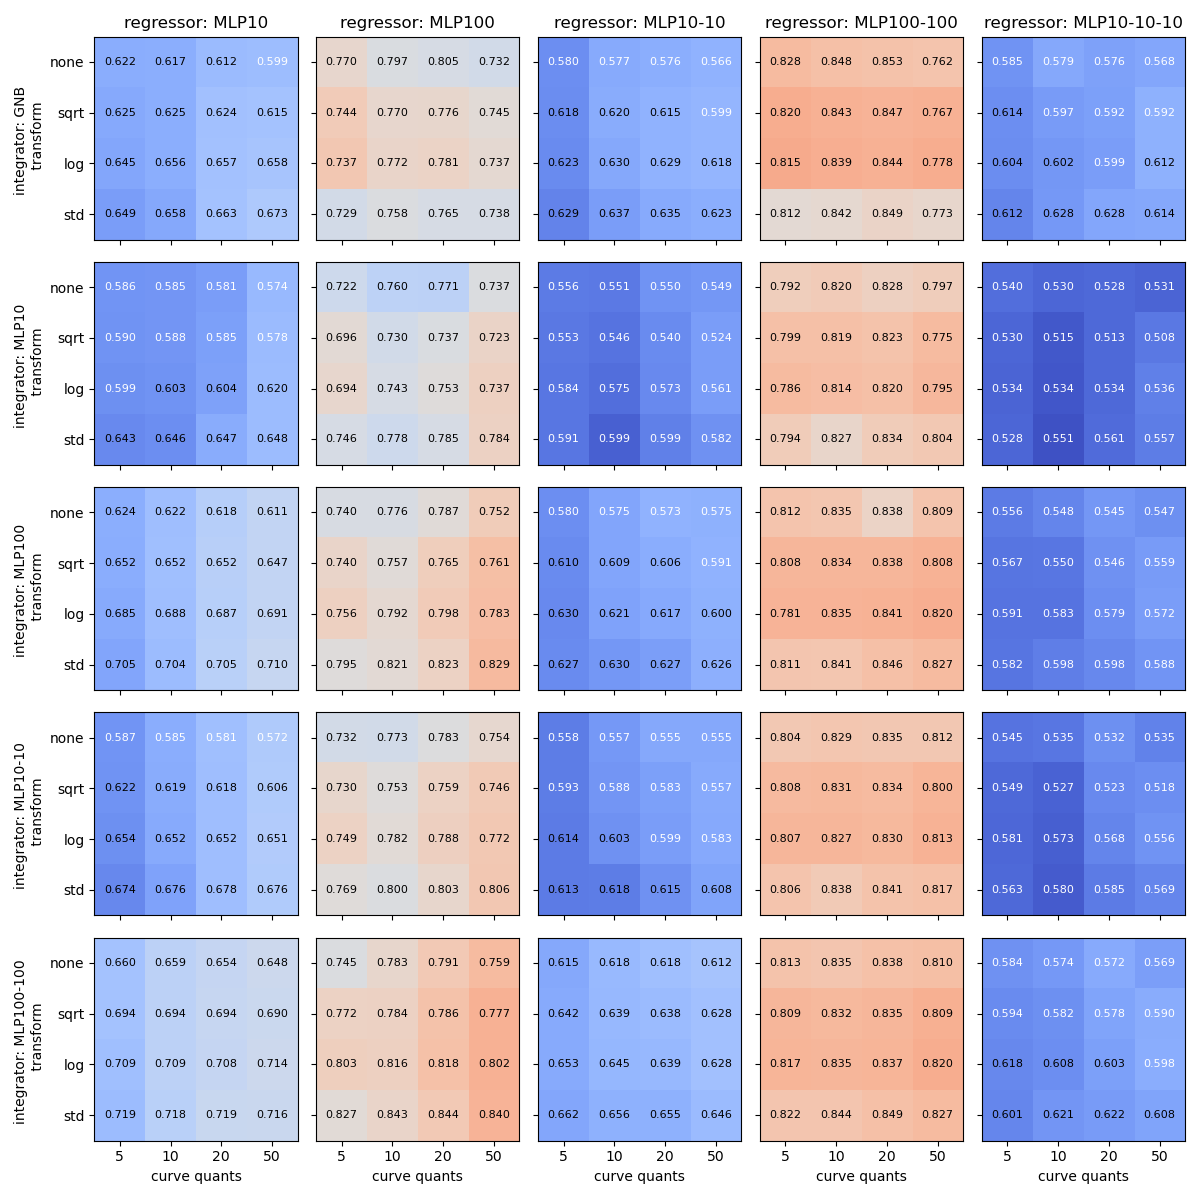 regressor: MLP10 regressor: MLP100 regressor: MLP10-10 regressor: MLP100-100 regressor: MLP10-10-10
integrator: GNB
transform
none 0.622 0.617 0.612 0.599 0.770 0.797 0.805 0.732 0.580 0.577 0.576 0.566 0.828 0.848 0.853 0.762 0.585 0.579 0.576 0.568
sqrt 0.625 0.625 0.624 0.615 0.744 0.770 0.776 0.745 0.618 0.620 0.615 0.599 0.820 0.843 0.847 0.767 0.614 0.597 0.592 0.592
log 0.645 0.656 0.657 0.658 0.737 0.772 0.781 0.737 0.623 0.630 0.629 0.618 0.815 0.839 0.844 0.778 0.604 0.602 0.599 0.612
std 0.649 0.658 0.663 0.673 0.729 0.758 0.765 0.738 0.629 0.637 0.635 0.623 0.812 0.842 0.849 0.773 0.612 0.628 0.628 0.614
integrator: MLP10
transform
none 0.586 0.585 0.581 0.574 0.722 0.760 0.771 0.737 0.556 0.551 0.550 0.549 0.792 0.820 0.828 0.797 0.540 0.530 0.528 0.531
sqrt 0.590 0.588 0.585 0.578 0.696 0.730 0.737 0.723 0.553 0.546 0.540 0.524 0.799 0.819 0.823 0.775 0.530 0.515 0.513 0.508
log 0.599 0.603 0.604 0.620 0.694 0.743 0.753 0.737 0.584 0.575 0.573 0.561 0.786 0.814 0.820 0.795 0.534 0.534 0.534 0.536
std 0.643 0.646 0.647 0.648 0.746 0.778 0.785 0.784 0.591 0.599 0.599 0.582 0.794 0.827 0.834 0.804 0.528 0.551 0.561 0.557
integrator: MLP100
transform
none 0.624 0.622 0.618 0.611 0.740 0.776 0.787 0.752 0.580 0.575 0.573 0.575 0.812 0.835 0.838 0.809 0.556 0.548 0.545 0.547
sqrt 0.652 0.652 0.652 0.647 0.740 0.757 0.765 0.761 0.610 0.609 0.606 0.591 0.808 0.834 0.838 0.808 0.567 0.550 0.546 0.559
log 0.685 0.688 0.687 0.691 0.756 0.792 0.798 0.783 0.630 0.621 0.617 0.600 0.781 0.835 0.841 0.820 0.591 0.583 0.579 0.572
std 0.705 0.704 0.705 0.710 0.795 0.821 0.823 0.829 0.627 0.630 0.627 0.626 0.811 0.841 0.846 0.827 0.582 0.598 0.598 0.588
integrator: MLP10-10
transform
none 0.587 0.585 0.581 0.572 0.732 0.773 0.783 0.754 0.558 0.557 0.555 0.555 0.804 0.829 0.835 0.812 0.545 0.535 0.532 0.535
sqrt 0.622 0.619 0.618 0.606 0.730 0.753 0.759 0.746 0.593 0.588 0.583 0.557 0.808 0.831 0.834 0.800 0.549 0.527 0.523 0.518
log 0.654 0.652 0.652 0.651 0.749 0.782 0.788 0.772 0.614 0.603 0.599 0.583 0.807 0.827 0.830 0.813 0.581 0.573 0.568 0.556
std 0.674 0.676 0.678 0.676 0.769 0.800 0.803 0.806 0.613 0.618 0.615 0.608 0.806 0.838 0.841 0.817 0.563 0.580 0.585 0.569
integrator: MLP100-100
transform
none 0.660 0.659 0.654 0.648 0.745 0.783 0.791 0.759 0.615 0.618 0.618 0.612 0.813 0.835 0.838 0.810 0.584 0.574 0.572 0.569
sqrt 0.694 0.694 0.694 0.690 0.772 0.784 0.786 0.777 0.642 0.639 0.638 0.628 0.809 0.832 0.835 0.809 0.594 0.582 0.578 0.590
log 0.709 0.709 0.708 0.714 0.803 0.816 0.818 0.802 0.653 0.645 0.639 0.628 0.817 0.835 0.837 0.820 0.618 0.608 0.603 0.598
std 0.719 0.718 0.719 0.716 0.827 0.843 0.844 0.840 0.662 0.656 0.655 0.646 0.822 0.844 0.849 0.827 0.601 0.621 0.622 0.608
5 10 20 50 5 10 20 50 5 10 20 50 5 10 20 50 5 10 20 50
curve quants curve quants curve quants curve quants curve quants